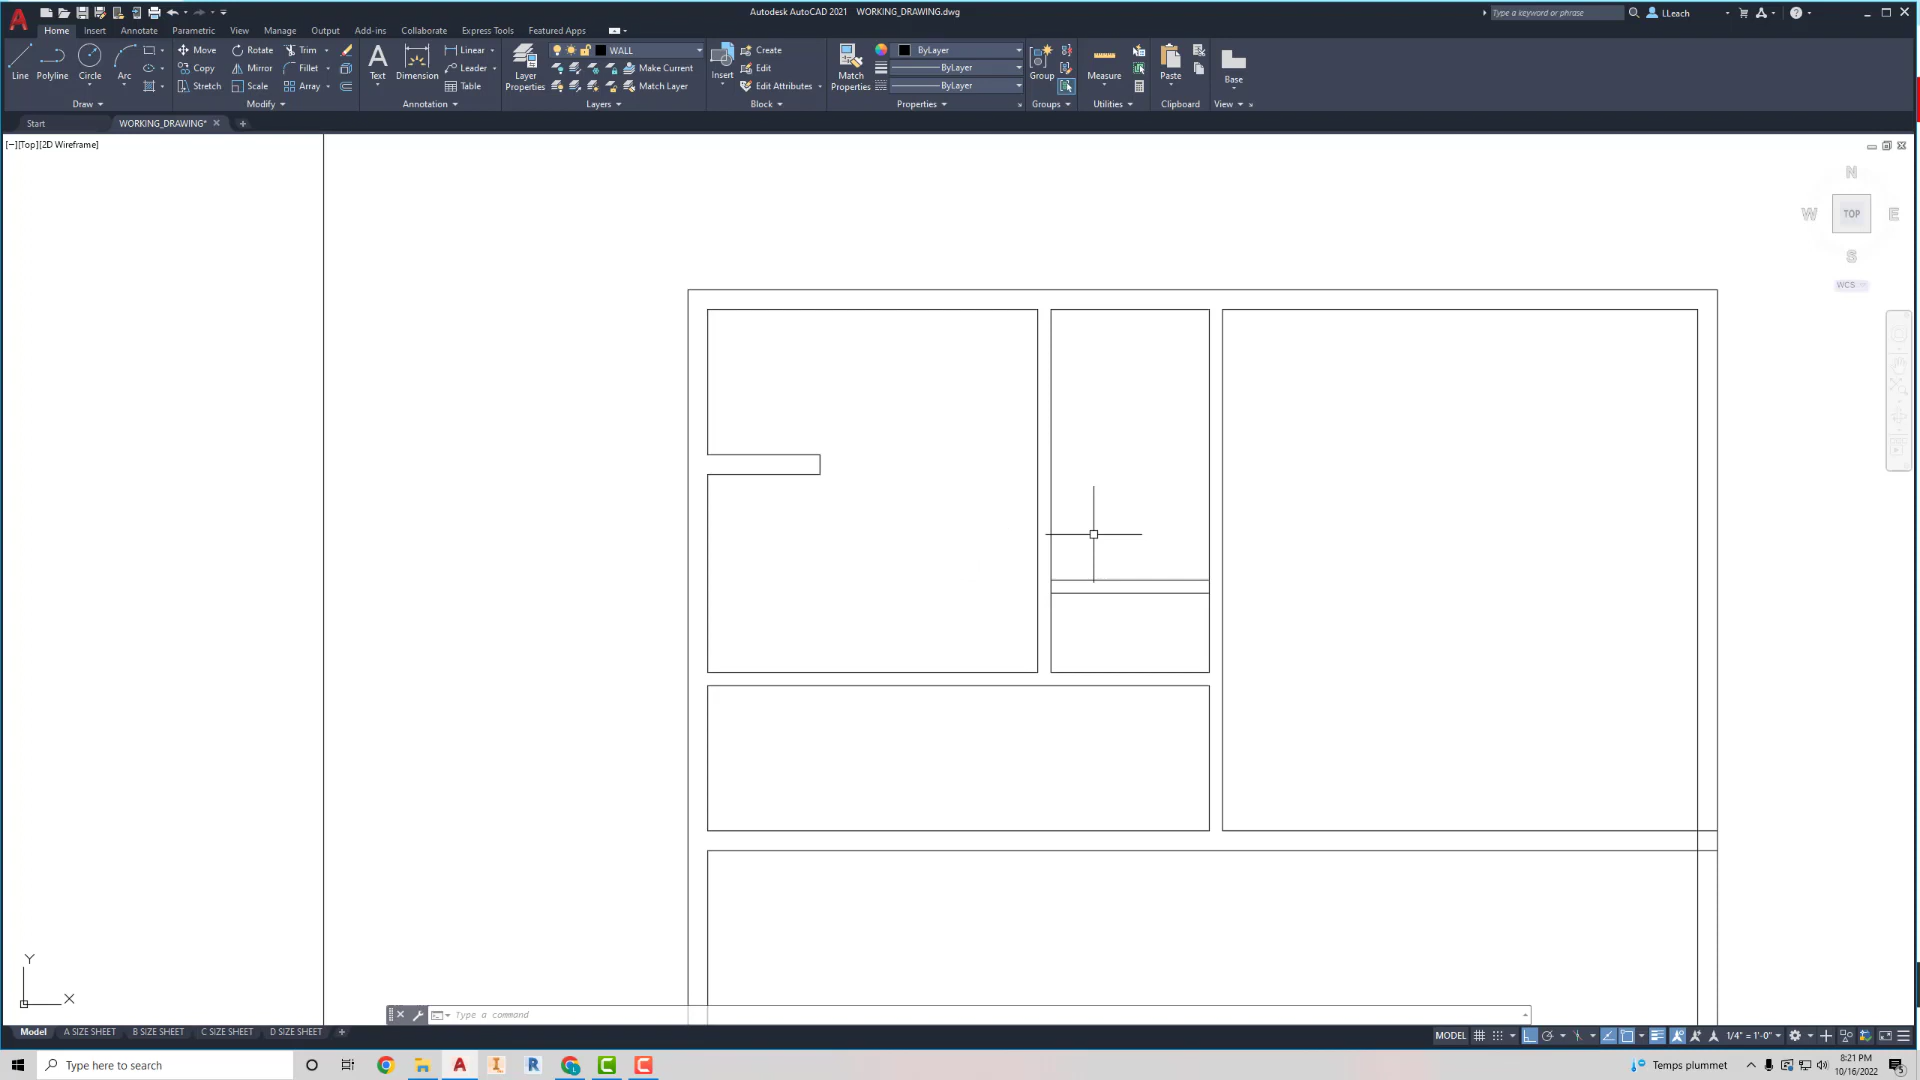 Autodesk AutoCAD 2021 WORKING_DRAWING.dwg
Type a keyword or phrase
LLeach
Home Insert Annotate Parametric View Manage Output Add-ins Collaborate Express Tools Featured Apps
Line Polyline Circle Arc
Move Rotate Trim
Copy Mirror Fillet
Stretch Scale Array
Text Dimension
Linear
Leader
Table
Layer Properties
WALL
Make Current
Match Layer
Insert
Create
Edit
Edit Attributes
Match Properties
ByLayer
ByLayer
ByLayer
Group
Measure
Paste
Base
Draw Modify Annotation Layers Block Properties Groups Utilities Clipboard View
Start WORKING_DRAWING*
[−][Top][2D Wireframe]
N
W TOP E
S
WCS
Y
X
Type a command
Model A SIZE SHEET B SIZE SHEET C SIZE SHEET D SIZE SHEET
MODEL 1/4" = 1'-0"
Type here to search
Temps plummet
8:21 PM
10/16/2022
5